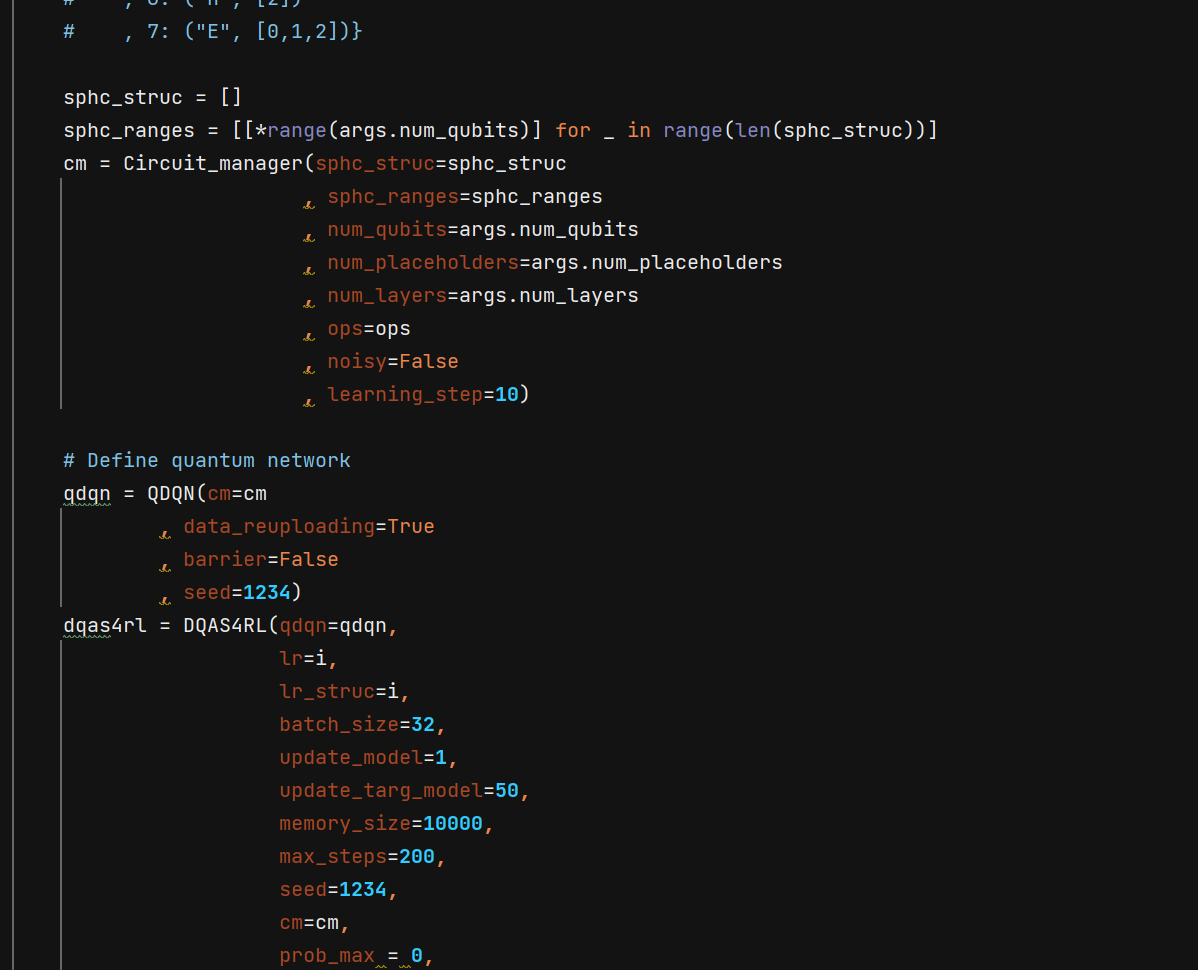 #    , 6: ("H", [2])
#    , 7: ("E", [0,1,2])}
sphc_struc = []
sphc_ranges = [[*range(args.num_qubits)] for _ in range(len(sphc_struc))]
cm = Circuit_manager(sphc_struc=sphc_struc
, sphc_ranges=sphc_ranges
, num_qubits=args.num_qubits
, num_placeholders=args.num_placeholders
, num_layers=args.num_layers
, ops=ops
, noisy=False
, learning_step=10)
# Define quantum network
qdqn = QDQN(cm=cm
, data_reuploading=True
, barrier=False
, seed=1234)
dqas4rl = DQAS4RL(qdqn=qdqn,
lr=i,
lr_struc=i,
batch_size=32,
update_model=1,
update_targ_model=50,
memory_size=10000,
max_steps=200,
seed=1234,
cm=cm,
prob_max = 0,